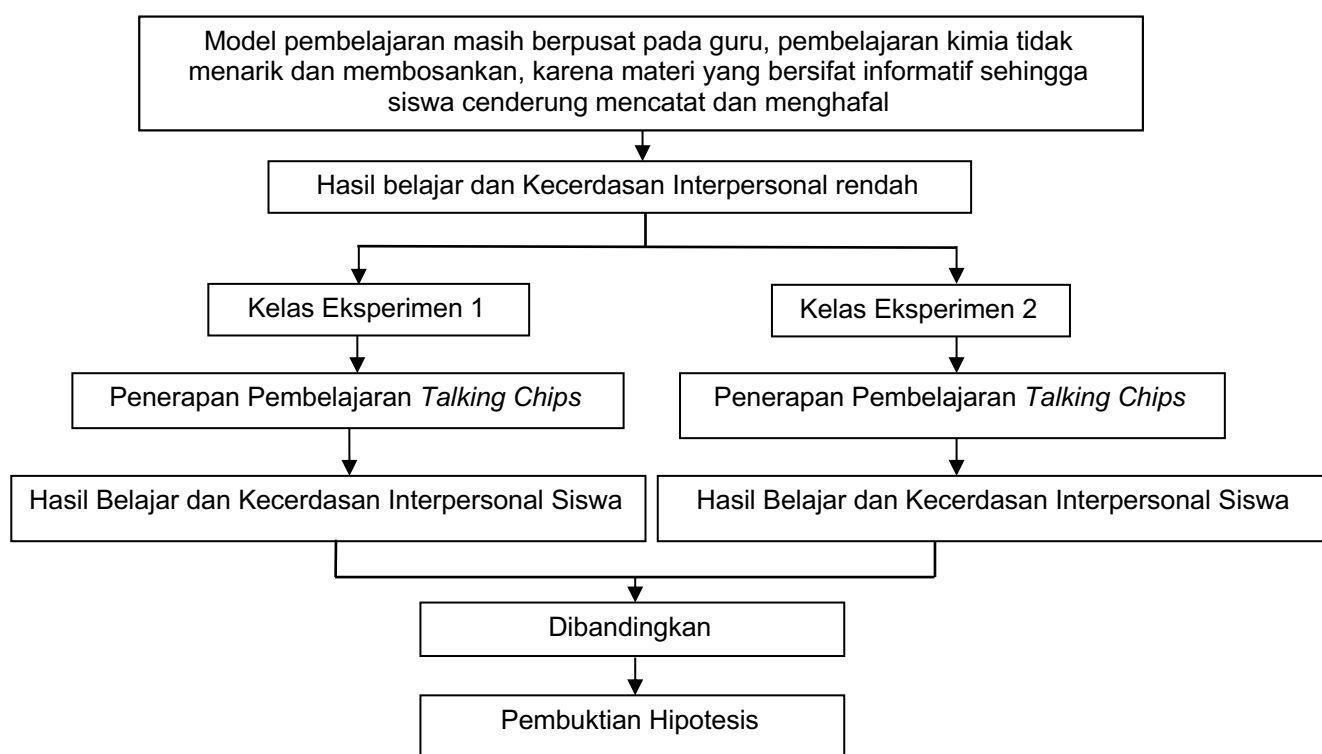 Model pembelajaran masih berpusat pada guru, pembelajaran kimia tidak
menarik dan membosankan, karena materi yang bersifat informatif sehingga
siswa cenderung mencatat dan menghafal
Hasil belajar dan Kecerdasan Interpersonal rendah
Kelas Eksperimen 1
Kelas Eksperimen 2
Penerapan Pembelajaran Talking Chips
Penerapan Pembelajaran Talking Chips
Hasil Belajar dan Kecerdasan Interpersonal Siswa
Hasil Belajar dan Kecerdasan Interpersonal Siswa
Dibandingkan
Pembuktian Hipotesis